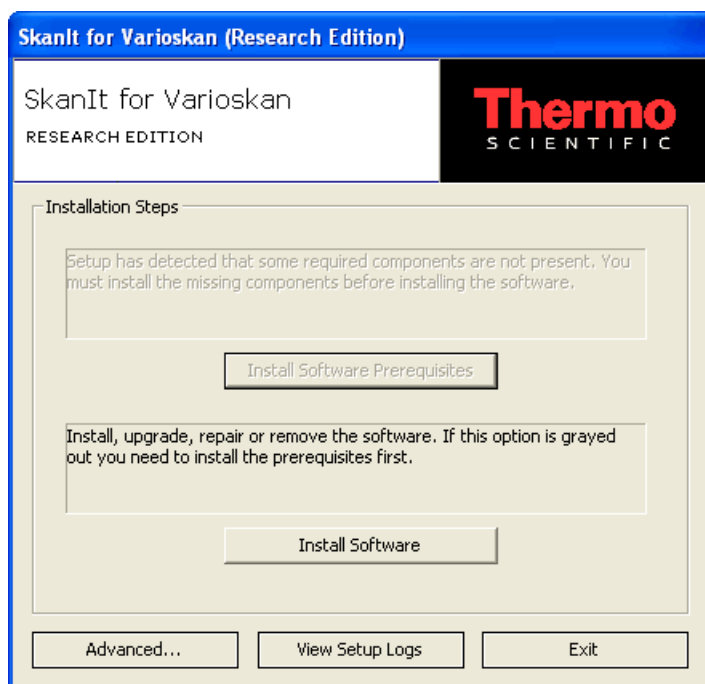 SkanIt for Varioskan (Research Edition)
SkanIt for Varioskan
RESEARCH EDITION
Thermo
SCIENTIFIC
Installation Steps
Setup has detected that some required components are not present. You
must install the missing components before installing the software.
Install Software Prerequisites
Install, upgrade, repair or remove the software. If this option is grayed
out you need to install the prerequisites first.
Install Software
Advanced...
View Setup Logs
Exit